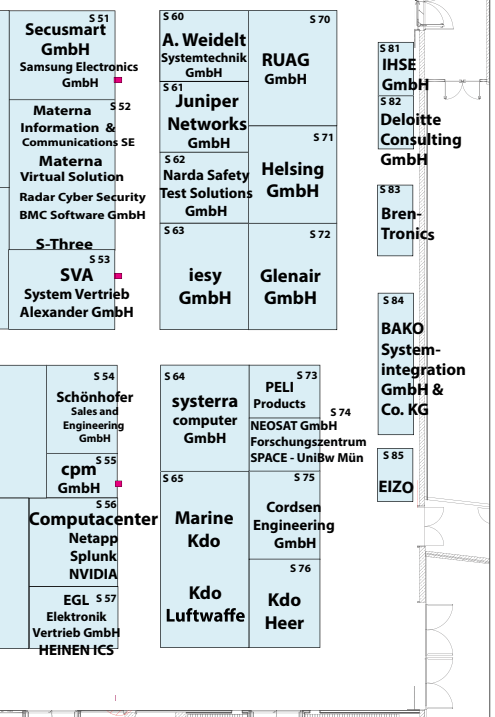 S 51
Secusmart
GmbH
Samsung Electronics
GmbH
S 52
Materna
Information &
Communications SE
Materna
Virtual Solution
Radar Cyber Security
BMC Software GmbH
S-Three
S 53
SVA
System Vertrieb
Alexander GmbH
S 54
Schönhofer
Sales and
Engineering
GmbH
S 55
cpm
GmbH
S 56
Computacenter
Netapp
Splunk
NVIDIA
S 57
EGL
Elektronik
Vertrieb GmbH
HEINEN ICS
S 60
A. Weidelt
Systemtechnik
GmbH
S 61
Juniper
Networks
GmbH
S 62
Narda Safety
Test Solutions
GmbH
S 63
iesy
GmbH
S 64
systerra
computer
GmbH
S 65
Marine
Kdo
Kdo
Luftwaffe
S 70
RUAG
GmbH
S 71
Helsing
GmbH
S 72
Glenair
GmbH
S 73
PELI
Products
S 74
NEOSAT GmbH
Forschungszentrum
SPACE - UniBw Mün
S 75
Cordsen
Engineering
GmbH
S 76
Kdo
Heer
S 81
IHSE
GmbH
S 82
Deloitte
Consulting
GmbH
S 83
Bren-
Tronics
S 84
BAKO
System-
integration
GmbH &
Co. KG
S 85
EIZO